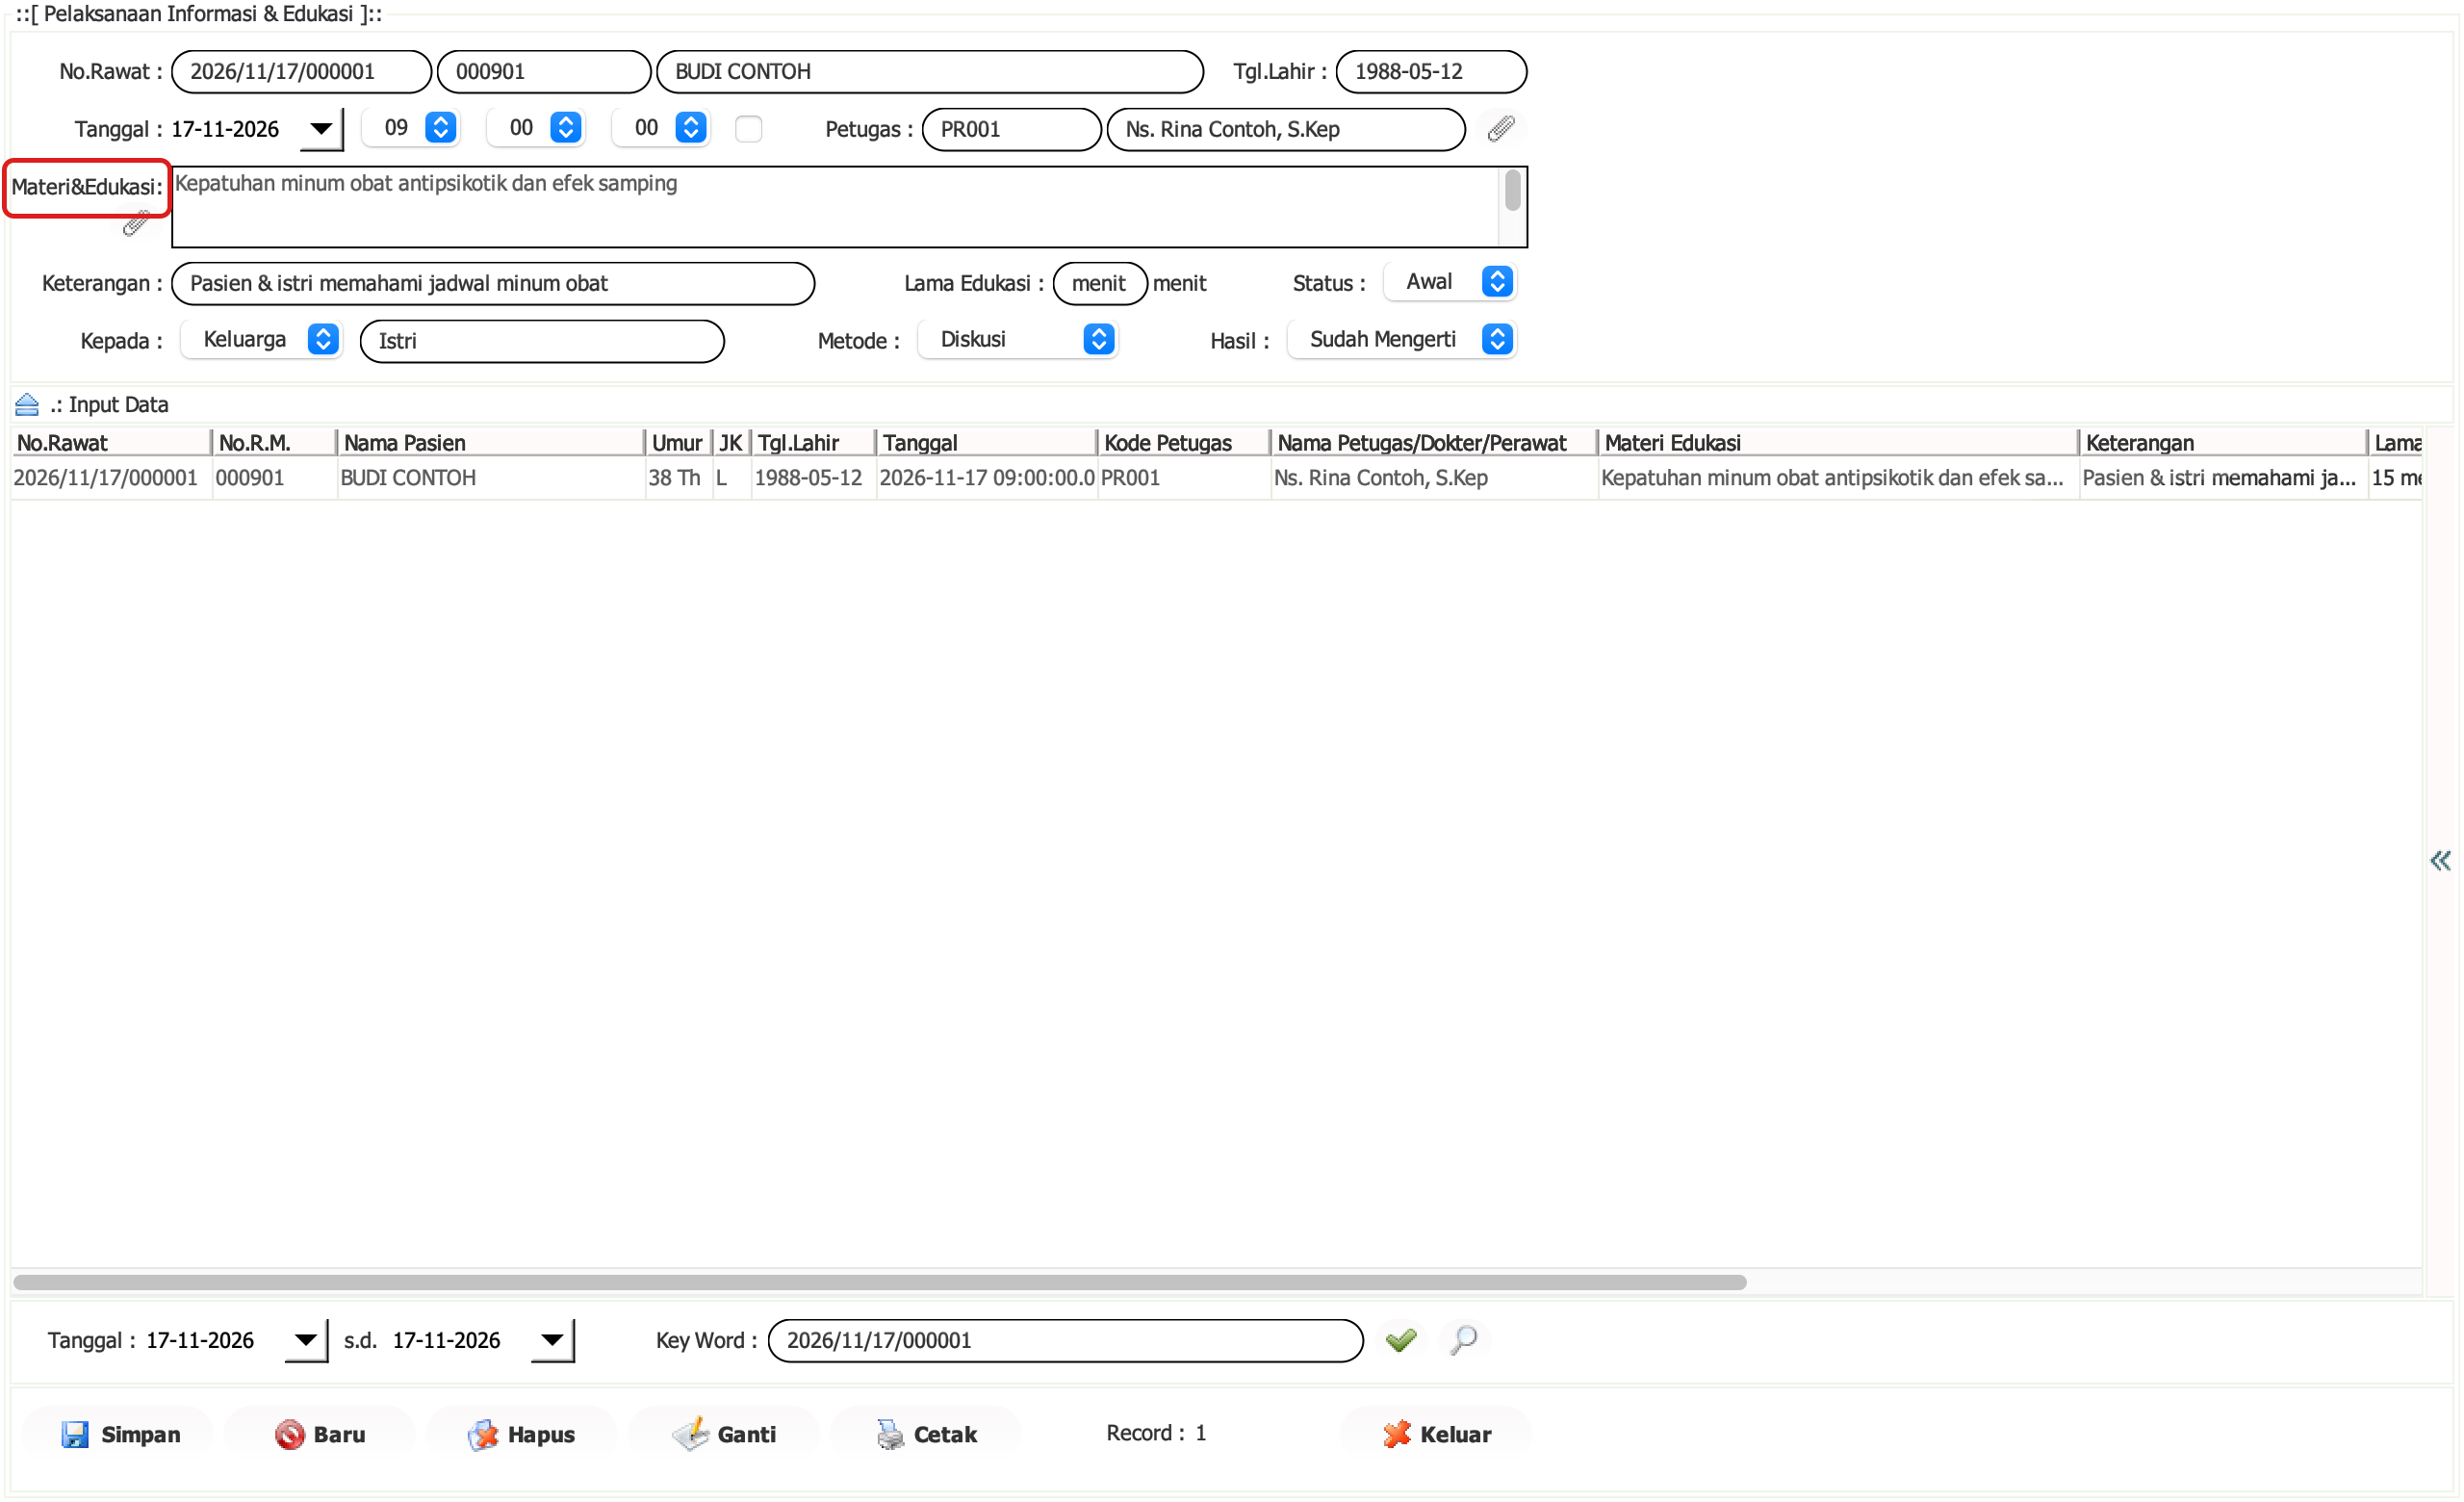 ::[ Pelaksanaan Informasi & Edukasi ]::
No.Rawat : 2026/11/17/000001 000901 BUDI CONTOH Tgl.Lahir : 1988-05-12
Tanggal : 17-11-2026 09 00 00 Petugas : PR001 Ns. Rina Contoh, S.Kep
Materi&Edukasi: Kepatuhan minum obat antipsikotik dan efek samping
Keterangan : Pasien & istri memahami jadwal minum obat Lama Edukasi : menit menit Status : Awal
Kepada : Keluarga Istri Metode : Diskusi Hasil : Sudah Mengerti
.: Input Data
No.Rawat No.R.M. Nama Pasien Umur JK Tgl.Lahir Tanggal Kode Petugas Nama Petugas/Dokter/Perawat Materi Edukasi Keterangan Lama
2026/11/17/000001 000901 BUDI CONTOH 38 Th L 1988-05-12 2026-11-17 09:00:00.0 PR001 Ns. Rina Contoh, S.Kep Kepatuhan minum obat antipsikotik dan efek sa... Pasien & istri memahami ja... 15 me
Tanggal : 17-11-2026 s.d. 17-11-2026 Key Word : 2026/11/17/000001
Simpan Baru Hapus Ganti Cetak Record : 1 Keluar